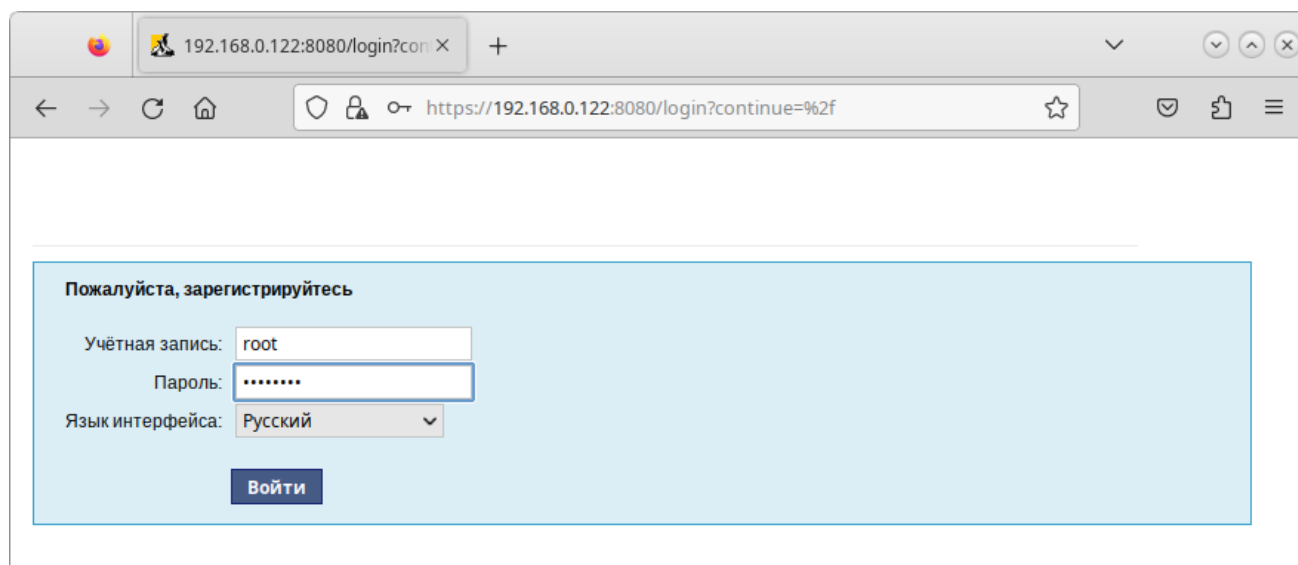 192.168.0.122:8080/login?con
https://192.168.0.122:8080/login?continue=%2f
Пожалуйста, зарегистрируйтесь
Учётная запись: root
Пароль: ••••••••
Язык интерфейса: Русский
Войти